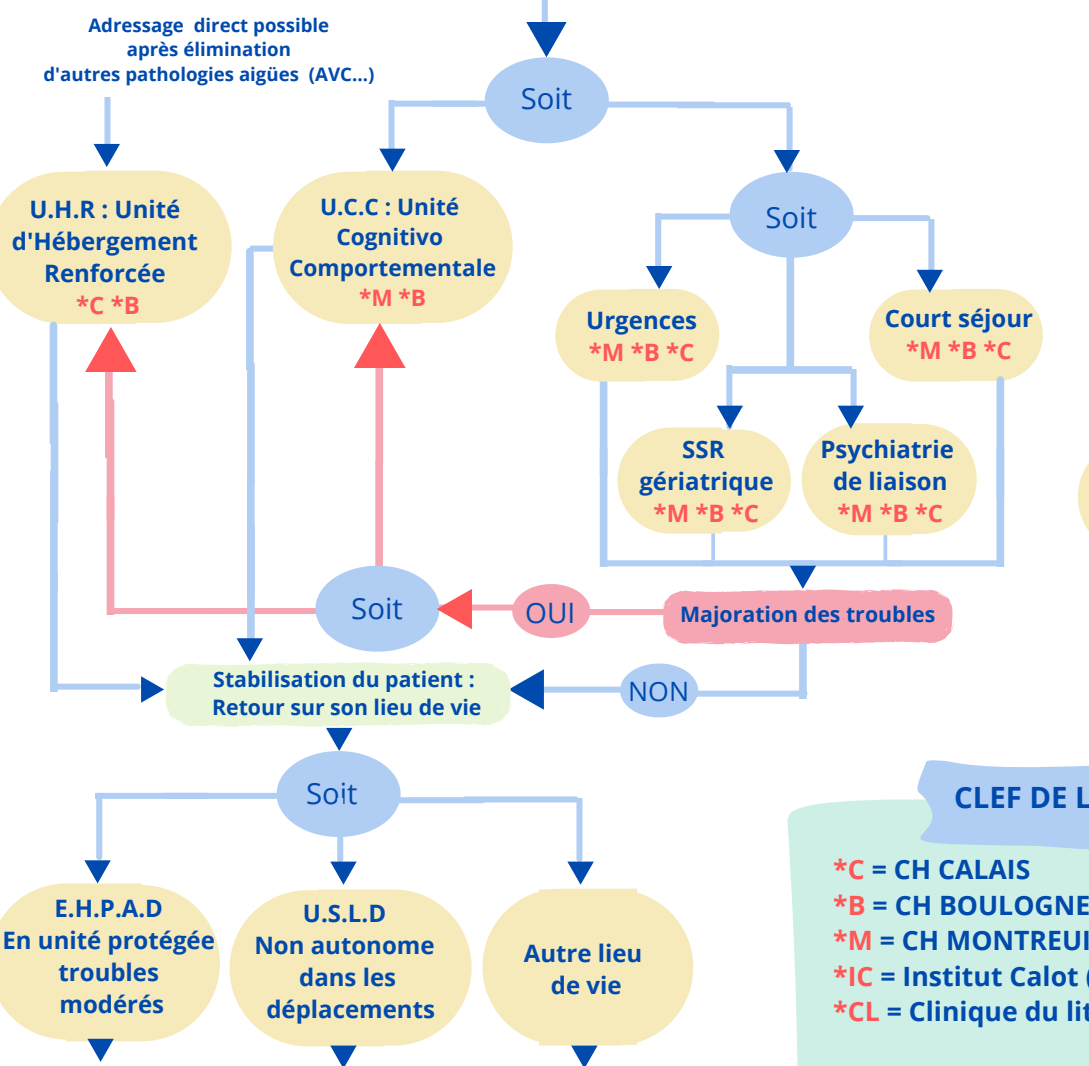 Adressage direct possible
après élimination
d'autres pathologies aigües (AVC...)
Soit
U.H.R : Unité
d'Hébergement
Renforcée
*C *B
U.C.C : Unité
Cognitivo
Comportementale
*M *B
Soit
Urgences
*M *B *C
Court séjour
*M *B *C
SSR
gériatrique
*M *B *C
Psychiatrie
de liaison
*M *B *C
Soit
OUI
Majoration des troubles
Stabilisation du patient :
Retour sur son lieu de vie
NON
Soit
E.H.P.A.D
En unité protégée
troubles
modérés
U.S.L.D
Non autonome
dans les
déplacements
Autre lieu
de vie
CLEF DE L
*C = CH CALAIS
*B = CH BOULOGNE
*M = CH MONTREUI
*IC = Institut Calot (
*CL = Clinique du lit